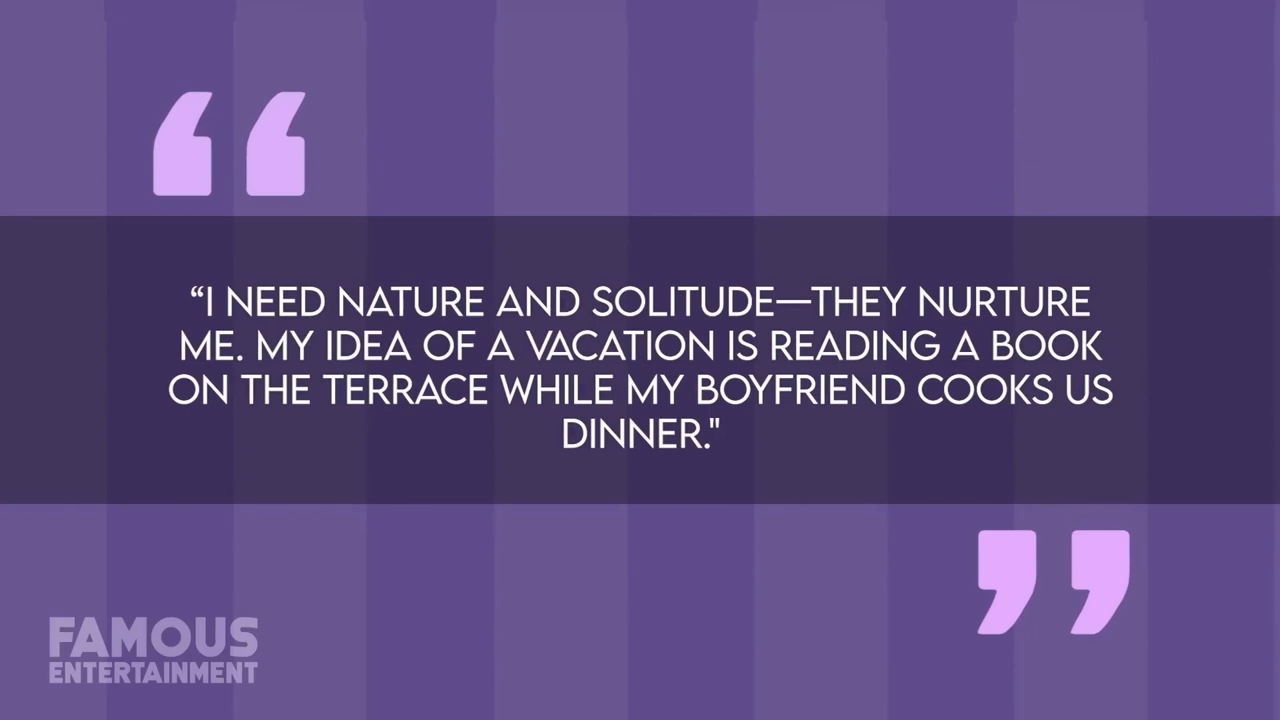 “I NEED NATURE AND SOLITUDE—THEY NURTURE
ME. MY IDEA OF A VACATION IS READING A BOOK
ON THE TERRACE WHILE MY BOYFRIEND COOKS US
DINNER."
FAMOUS
ENTERTAINMENT